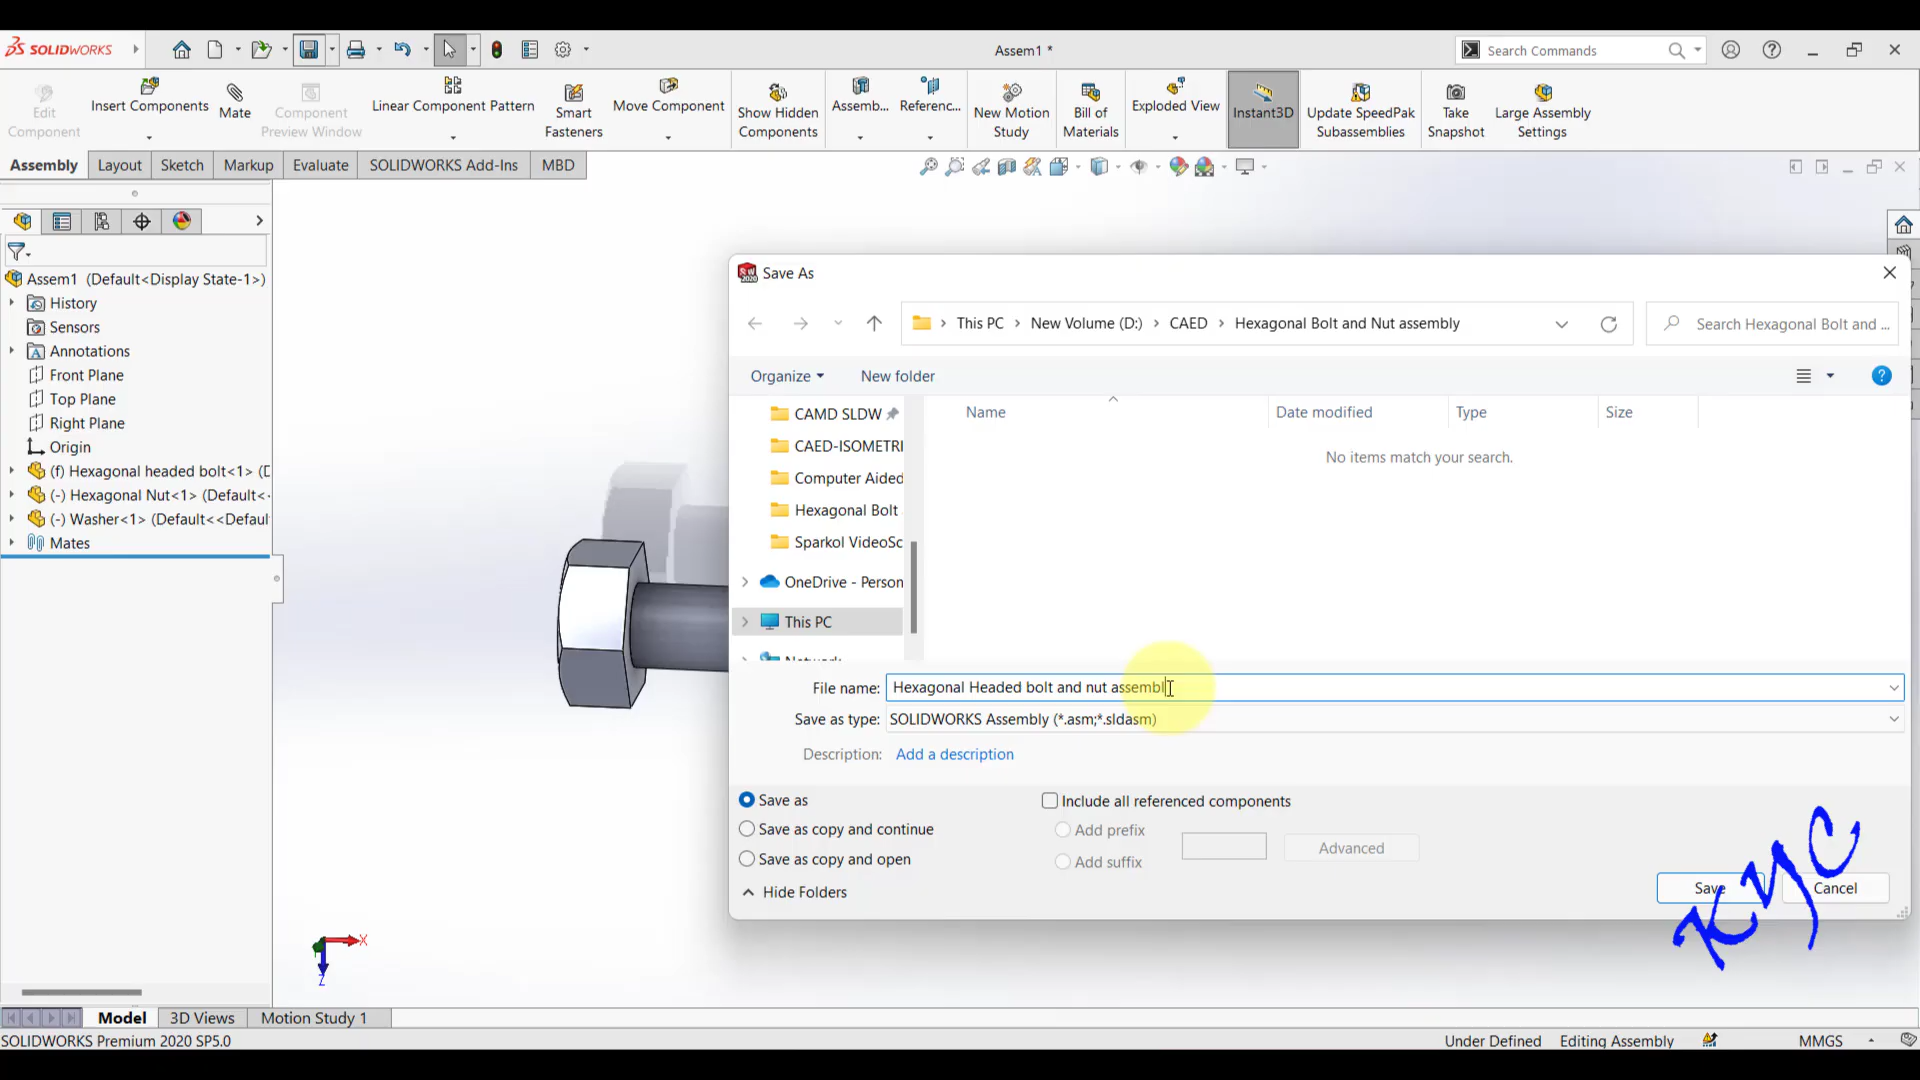 SOLIDWORKS
Assem1 *
Search Commands
Edit
Component
Insert Components
Mate
Component
Preview Window
Linear Component Pattern
Smart
Fasteners
Move Component
Show Hidden
Components
Assemb...
Referenc...
New Motion
Study
Bill of
Materials
Exploded View
Instant3D
Update SpeedPak
Subassemblies
Take
Snapshot
Large Assembly
Settings
Assembly
Layout
Sketch
Markup
Evaluate
SOLIDWORKS Add-Ins
MBD
Assem1 (Default<Display State-1>)
History
Sensors
Annotations
Front Plane
Top Plane
Right Plane
Origin
(f) Hexagonal headed bolt<1> (D
(-) Hexagonal Nut<1> (Default<
(-) Washer<1> (Default<<Defaul
Mates
Save As
This PC > New Volume (D:) > CAED > Hexagonal Bolt and Nut assembly
Search Hexagonal Bolt and ...
Organize
New folder
Name
Date modified
Type
Size
No items match your search.
CAMD SLDW
CAED-ISOMETRI
Computer Aided
Hexagonal Bolt
Sparkol VideoSc
OneDrive - Person
This PC
Network
File name: Hexagonal Headed bolt and nut assembl
Save as type: SOLIDWORKS Assembly (*.asm;*.sldasm)
Description: Add a description
Save as
Save as copy and continue
Save as copy and open
Include all referenced components
Add prefix
Add suffix
Advanced
Hide Folders
Save
Cancel
KYC
X
Z
Model
3D Views
Motion Study 1
SOLIDWORKS Premium 2020 SP5.0
Under Defined
Editing Assembly
MMGS